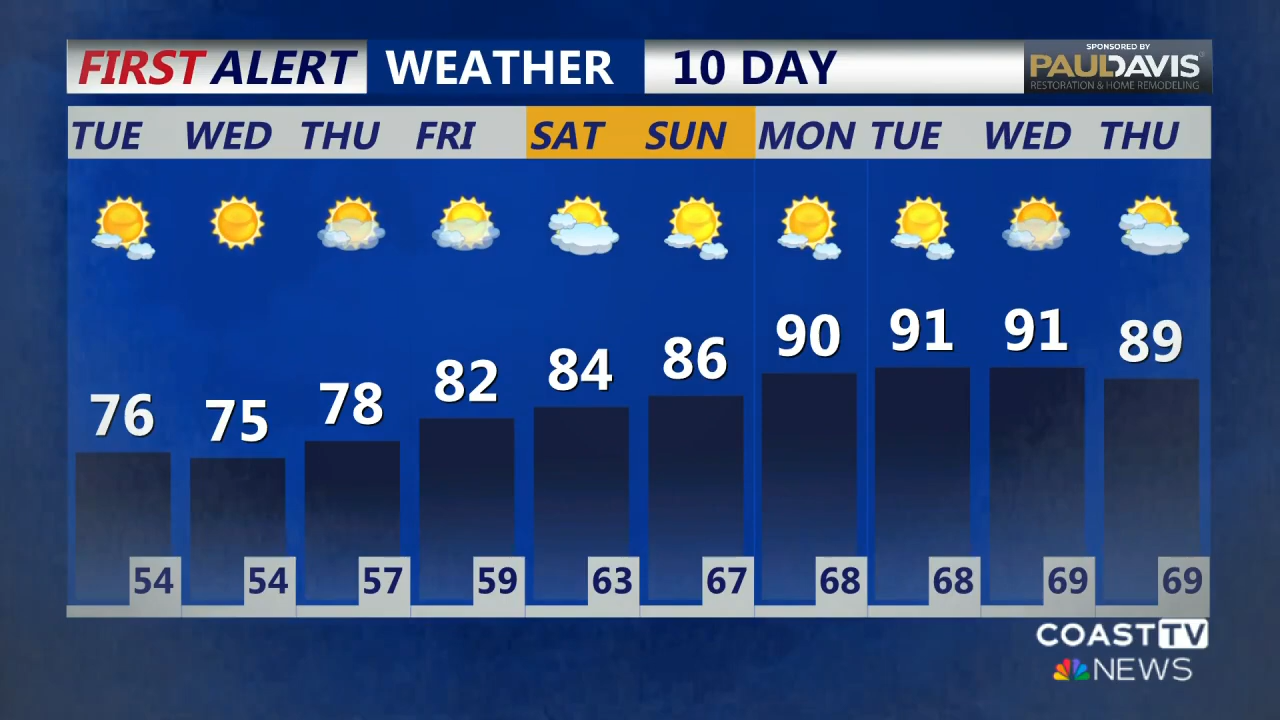 FIRST ALERT WEATHER 10 DAY
SPONSORED BY
PAULDAVIS
RESTORATION & HOME REMODELING
TUE WED THU FRI SAT SUN MON TUE WED THU
76 75 78 82 84 86 90 91 91 89
54 54 57 59 63 67 68 68 69 69
COAST TV
NEWS